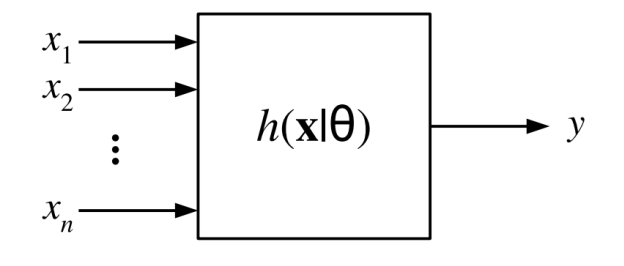 x₁
x₂
⋮
xₙ
h(𝐱|θ)
y